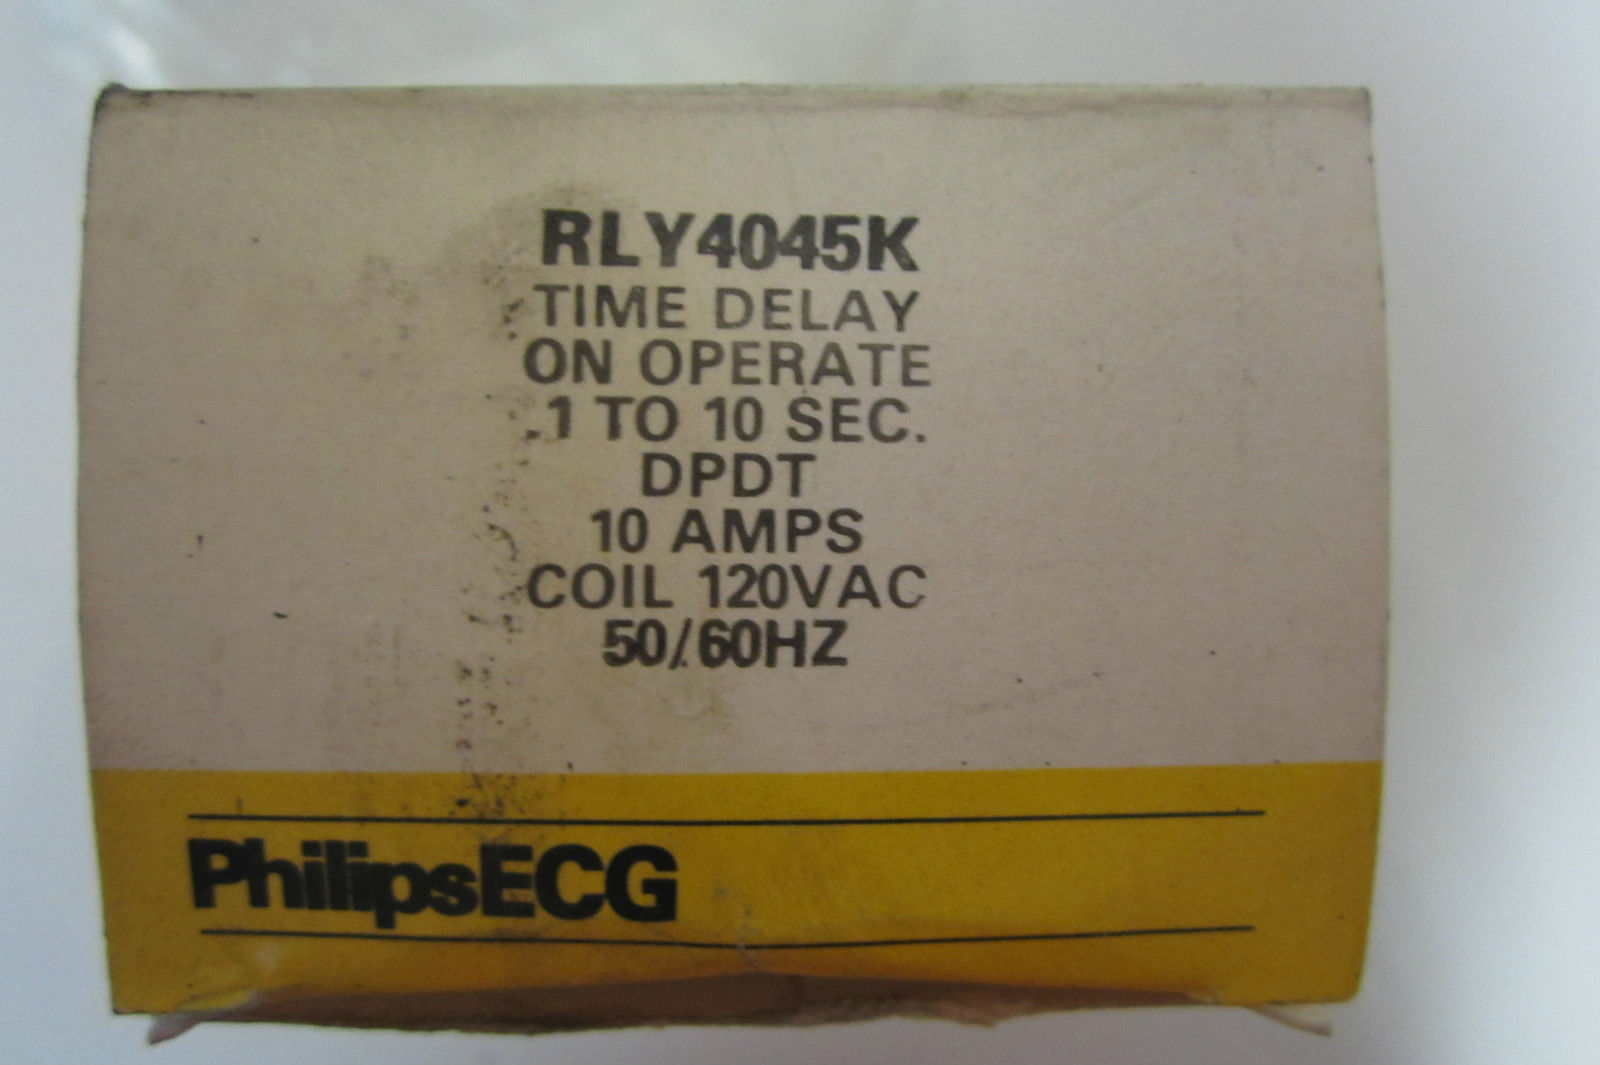 RLY4045K
TIME DELAY
ON OPERATE
.1 TO 10 SEC.
DPDT
10 AMPS
COIL 120VAC
50/60HZ
PhilipsECG